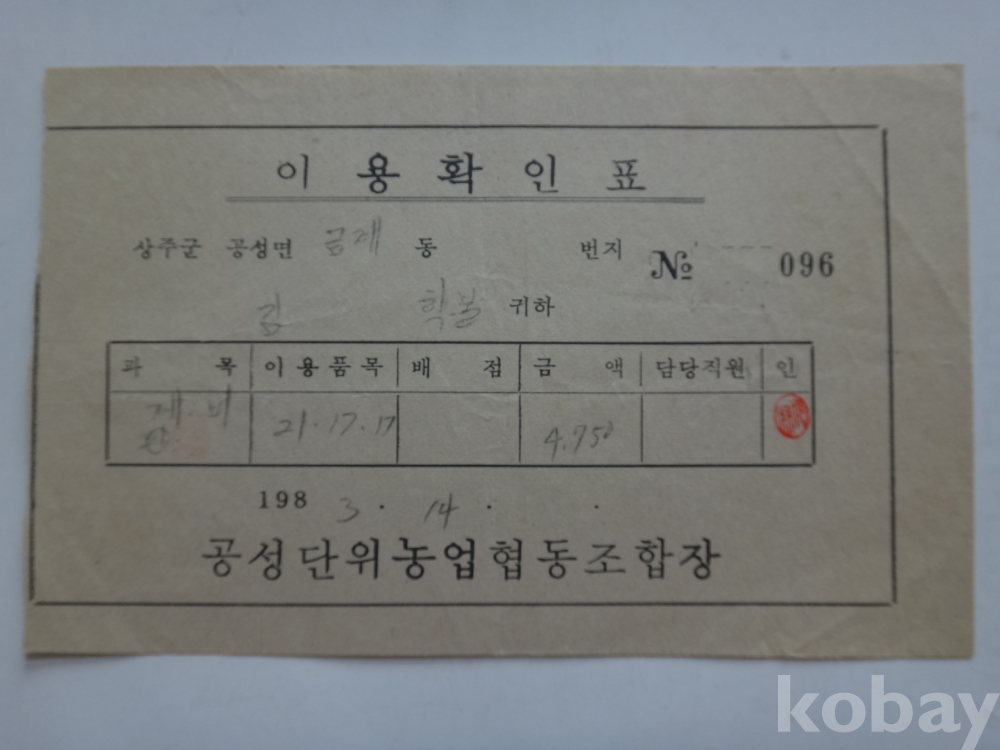 이용확인표
상주군 공성면 금계 동 번지 № 096
김 학볼 귀하
과목 이용품목 배점 금액 담당직원 인
비 21.17.17 4.750
198 3. 14. .
공성단위농업협동조합장
kobay